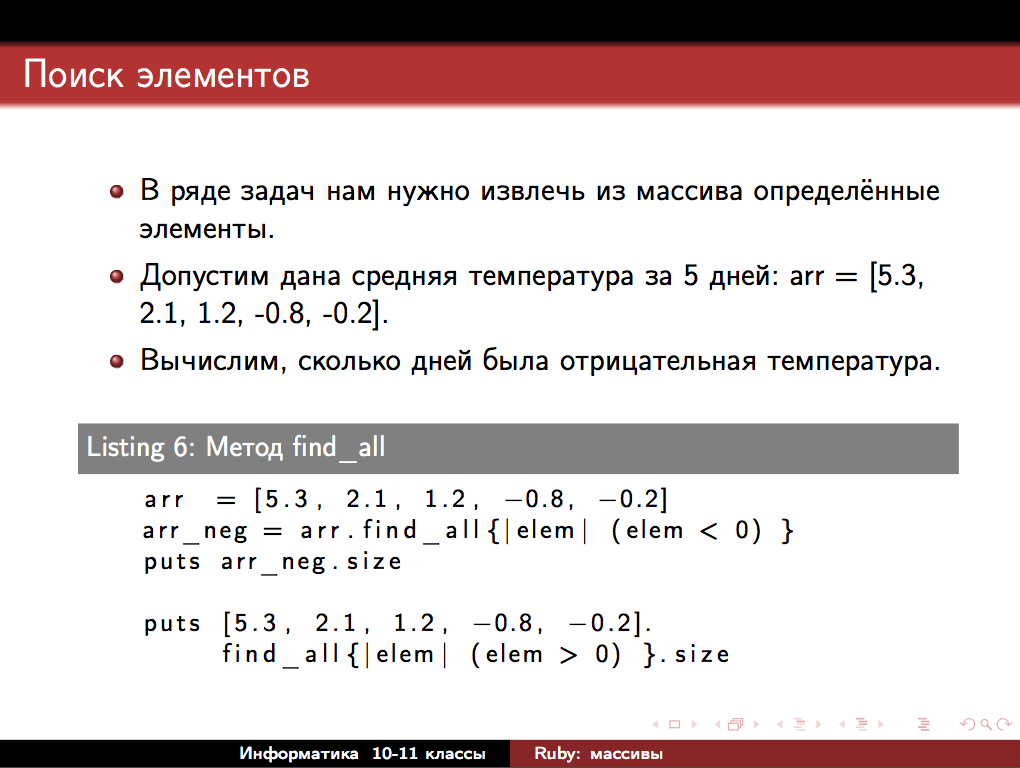 Поиск элементов
В ряде задач нам нужно извлечь из массива определённые
элементы.
Допустим дана средняя температура за 5 дней: arr = [5.3,
2.1, 1.2, -0.8, -0.2].
Вычислим, сколько дней была отрицательная температура.
Listing 6: Метод find_all
arr = [5.3, 2.1, 1.2, −0.8, −0.2]
arr_neg = arr.find_all{|elem| (elem < 0) }
puts arr_neg.size
puts [5.3, 2.1, 1.2, −0.8, −0.2].
find_all{|elem| (elem > 0) }.size
Информатика 10-11 классы Ruby: массивы